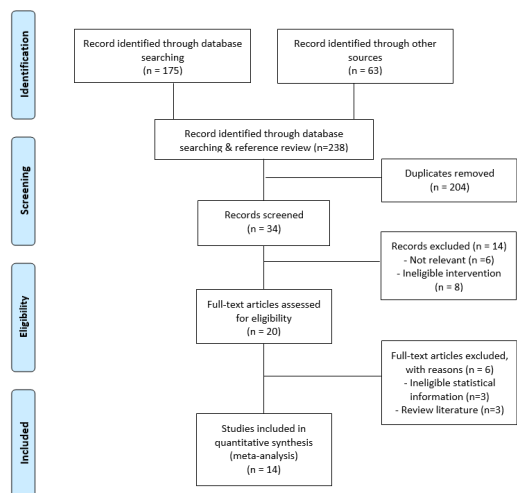 Identification
Record identified through database
searching
(n = 175)
Record identified through other
sources
(n = 63)
Record identified through database
searching & reference review (n=238)
Screening
Duplicates removed
(n = 204)
Records screened
(n = 34)
Records excluded (n = 14)
- Not relevant (n =6)
- Ineligible intervention
(n = 8)
Eligibility
Full-text articles assessed
for eligibility
(n = 20)
Full-text articles excluded,
with reasons (n = 6)
- Ineligible statistical
information (n=3)
- Review literature (n=3)
Included
Studies included in
quantitative synthesis
(meta-analysis)
(n = 14)